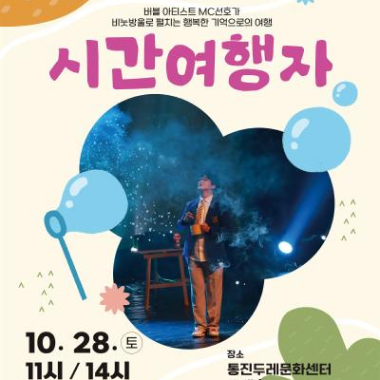 버블 아티스트 MC선호가
비눗방울로 펼치는 행복한 기억으로의 여행
시간여행자
10. 28. 토
11시 / 14시
장소
통진두레문화센터